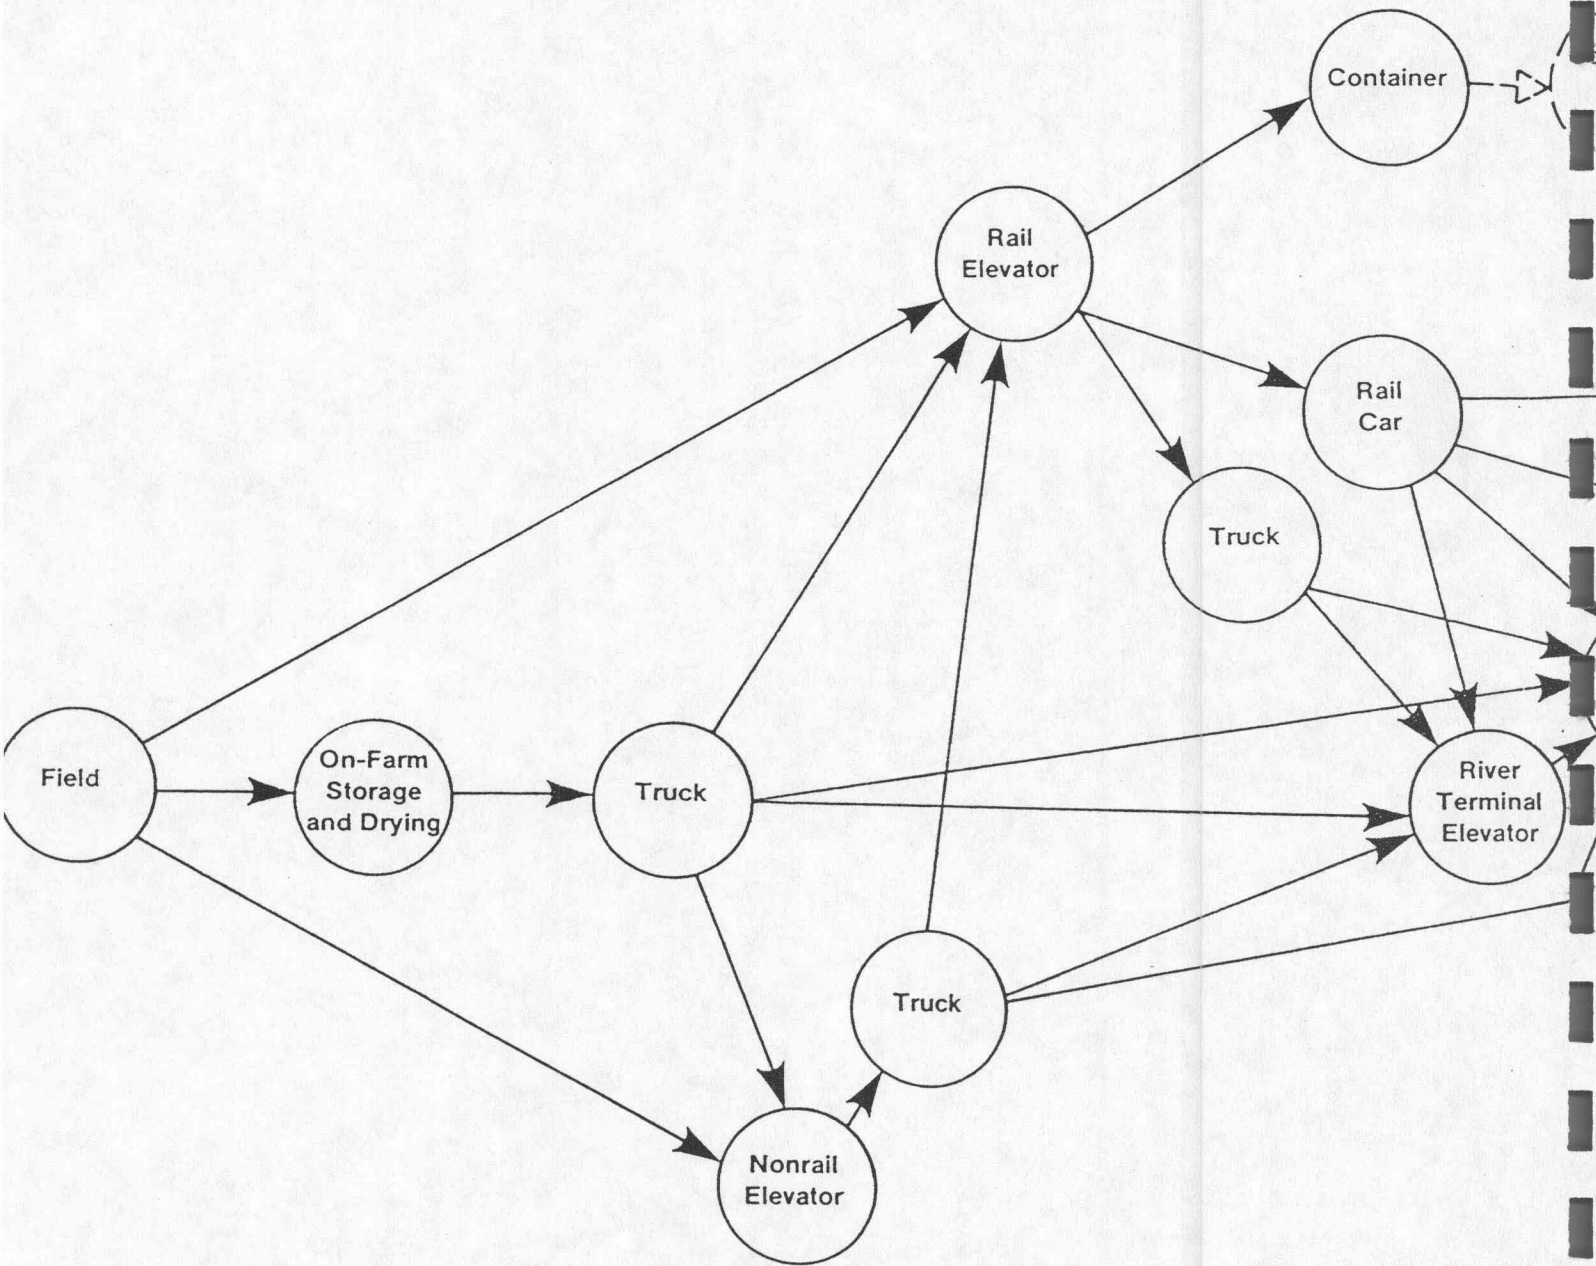 Container
Rail
Elevator
Rail
Car
Truck
Field
On-Farm
Storage
and Drying
Truck
River
Terminal
Elevator
Truck
Nonrail
Elevator